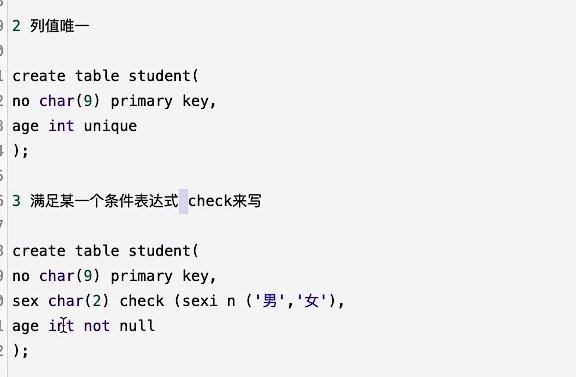 2 列值唯一
create table student(
no char(9) primary key,
age int unique
);
3 满足某一个条件表达式 check来写
create table student(
no char(9) primary key,
sex char(2) check (sexi n ('男','女'),
age int not null
);